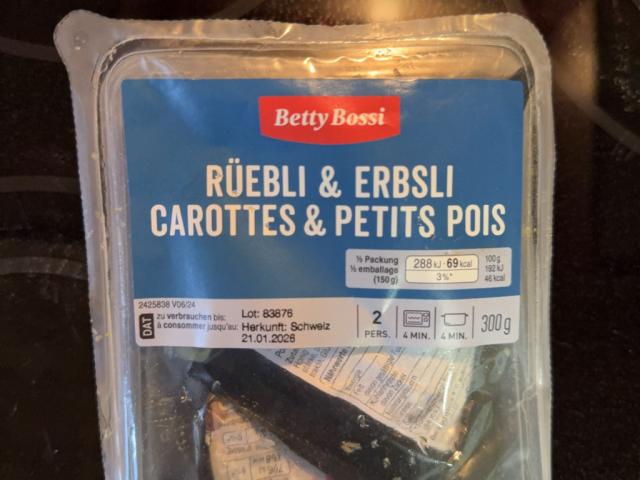 Betty Bossi
RÜEBLI & ERBSLI
CAROTTES & PETITS POIS
½ Packung
½ emballage
(150 g)
288 kJ - 69 kcal
3%*
100g
192 kJ
46 kcal
2425838 V06/24
DAT
zu verbrauchen bis:
à consommer jusqu'au:
Lot: 83876
Herkunft: Schweiz
21.01.2026
2
PERS.
4 MIN.
4 MIN.
300 g